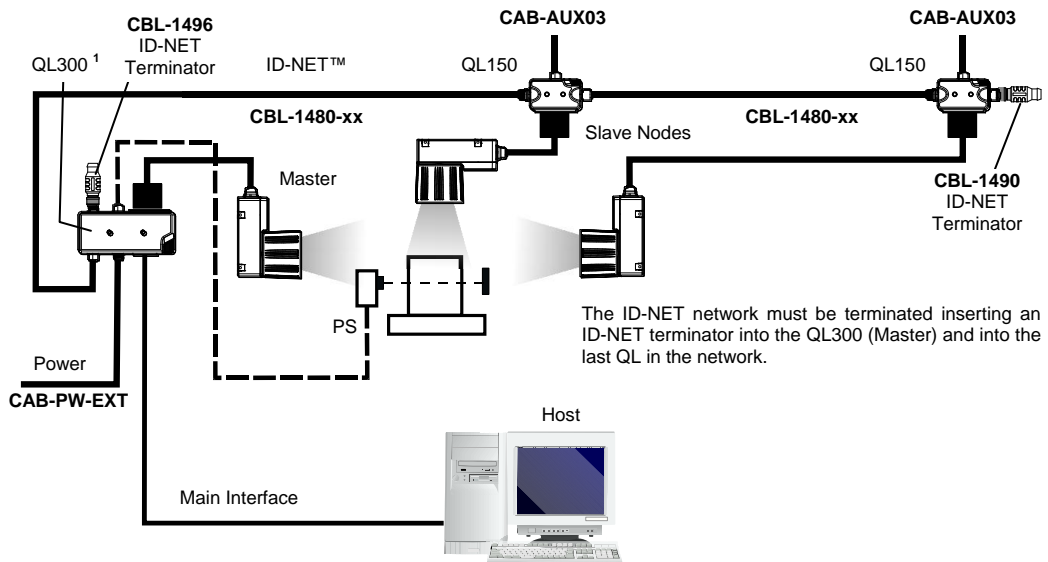 CBL-1496
ID-NET
Terminator
QL300 ¹
ID-NET™
QL150
CAB-AUX03
QL150
CAB-AUX03
CBL-1480-xx
CBL-1480-xx
Slave Nodes
Master
CBL-1490
ID-NET
Terminator
PS
The ID-NET network must be terminated inserting an
ID-NET terminator into the QL300 (Master) and into the
last QL in the network.
Power
CAB-PW-EXT
Host
Main Interface